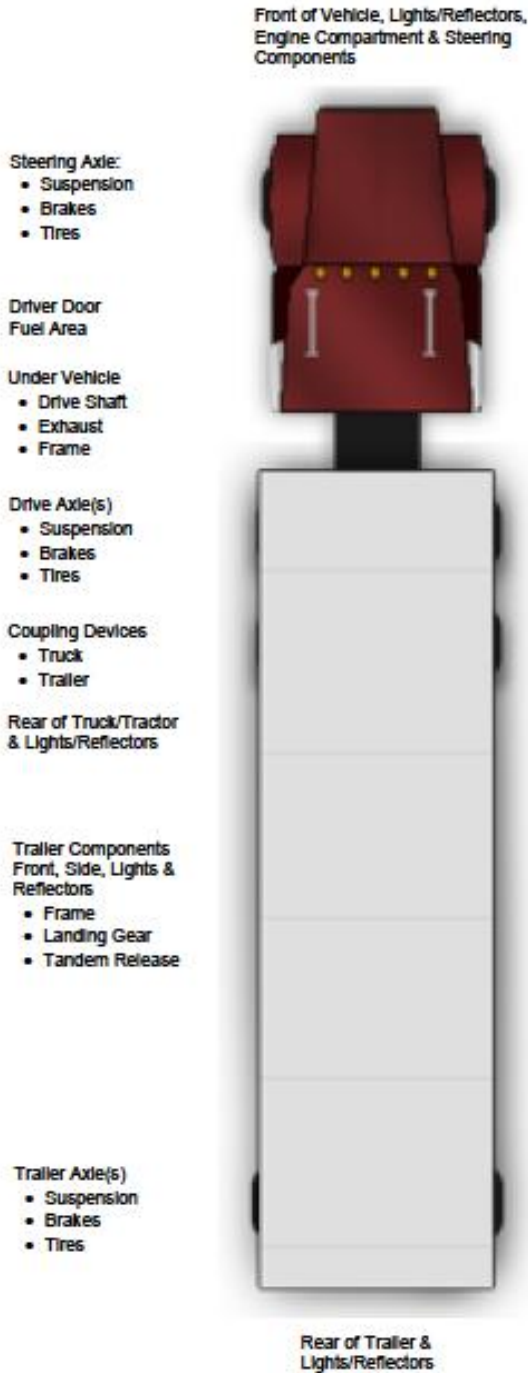 Front of Vehicle, Lights/Reflectors,
Engine Compartment & Steering
Components
Steering Axle:
• Suspension
• Brakes
• Tires
Driver Door
Fuel Area
Under Vehicle
• Drive Shaft
• Exhaust
• Frame
Drive Axle(s)
• Suspension
• Brakes
• Tires
Coupling Devices
• Truck
• Trailer
Rear of Truck/Tractor
& Lights/Reflectors
Trailer Components
Front, Side, Lights &
Reflectors
• Frame
• Landing Gear
• Tandem Release
Trailer Axle(s)
• Suspension
• Brakes
• Tires
Rear of Trailer &
Lights/Reflectors